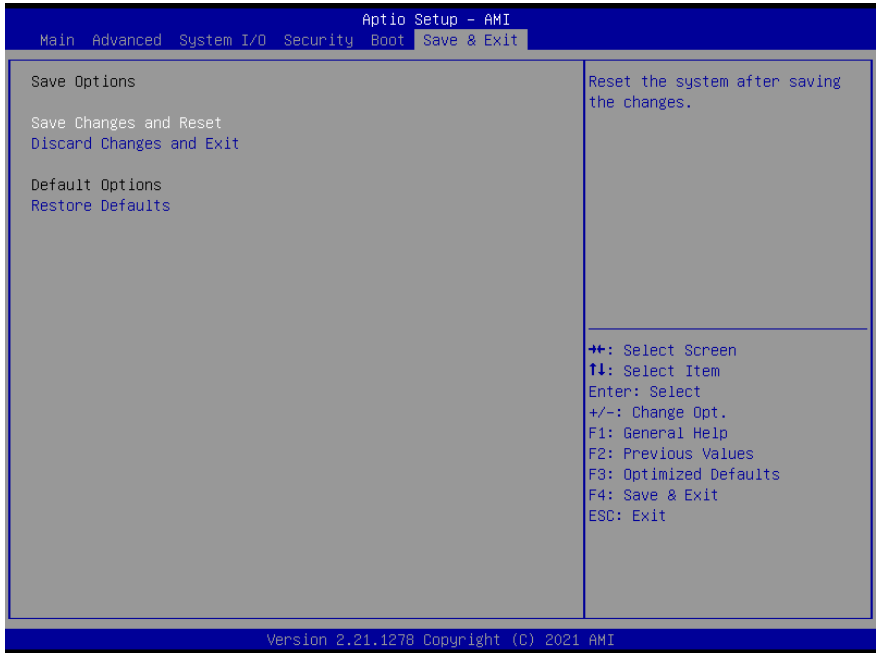 Aptio Setup – AMI
Main Advanced System I/O Security Boot Save & Exit
Save Options
Save Changes and Reset
Discard Changes and Exit
Default Options
Restore Defaults
Reset the system after saving
the changes.
→←: Select Screen
↑↓: Select Item
Enter: Select
+/-: Change Opt.
F1: General Help
F2: Previous Values
F3: Optimized Defaults
F4: Save & Exit
ESC: Exit
Version 2.21.1278 Copyright (C) 2021 AMI